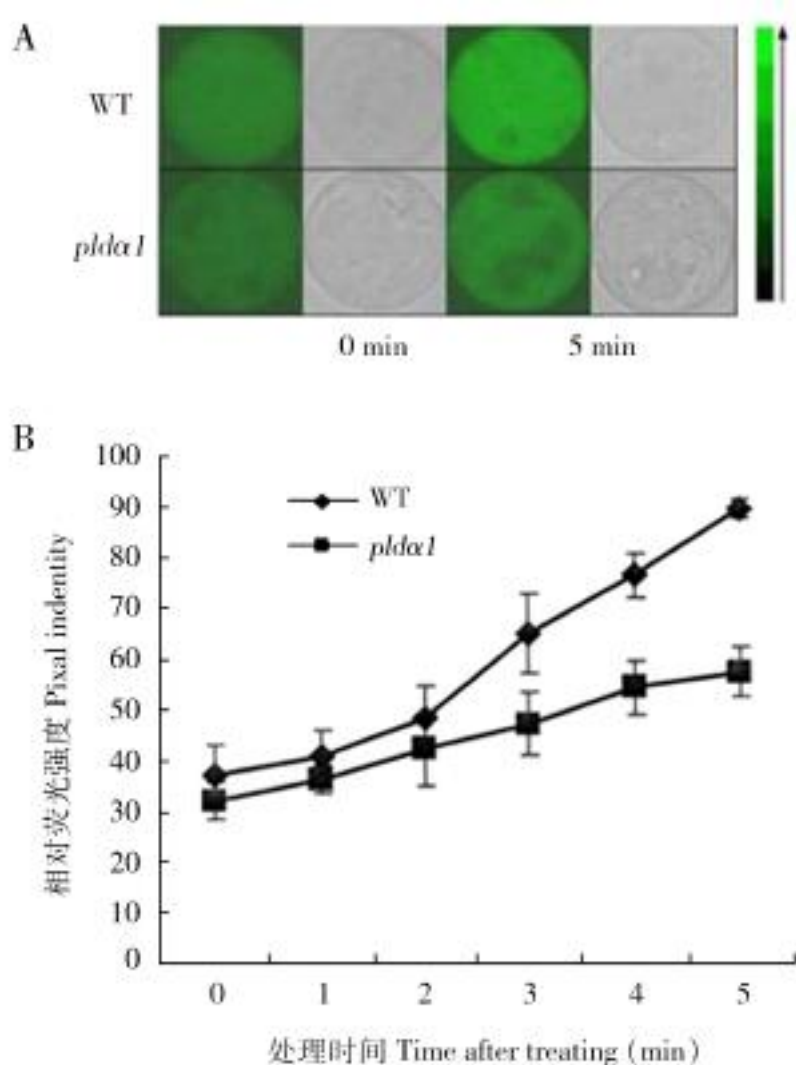 A
WT
pldα1
0 min 5 min
B
相对荧光强度 Pixal indentity
100
90
80
70
60
50
40
30
20
10
0
WT
pldα1
0 1 2 3 4 5
处理时间 Time after treating (min)